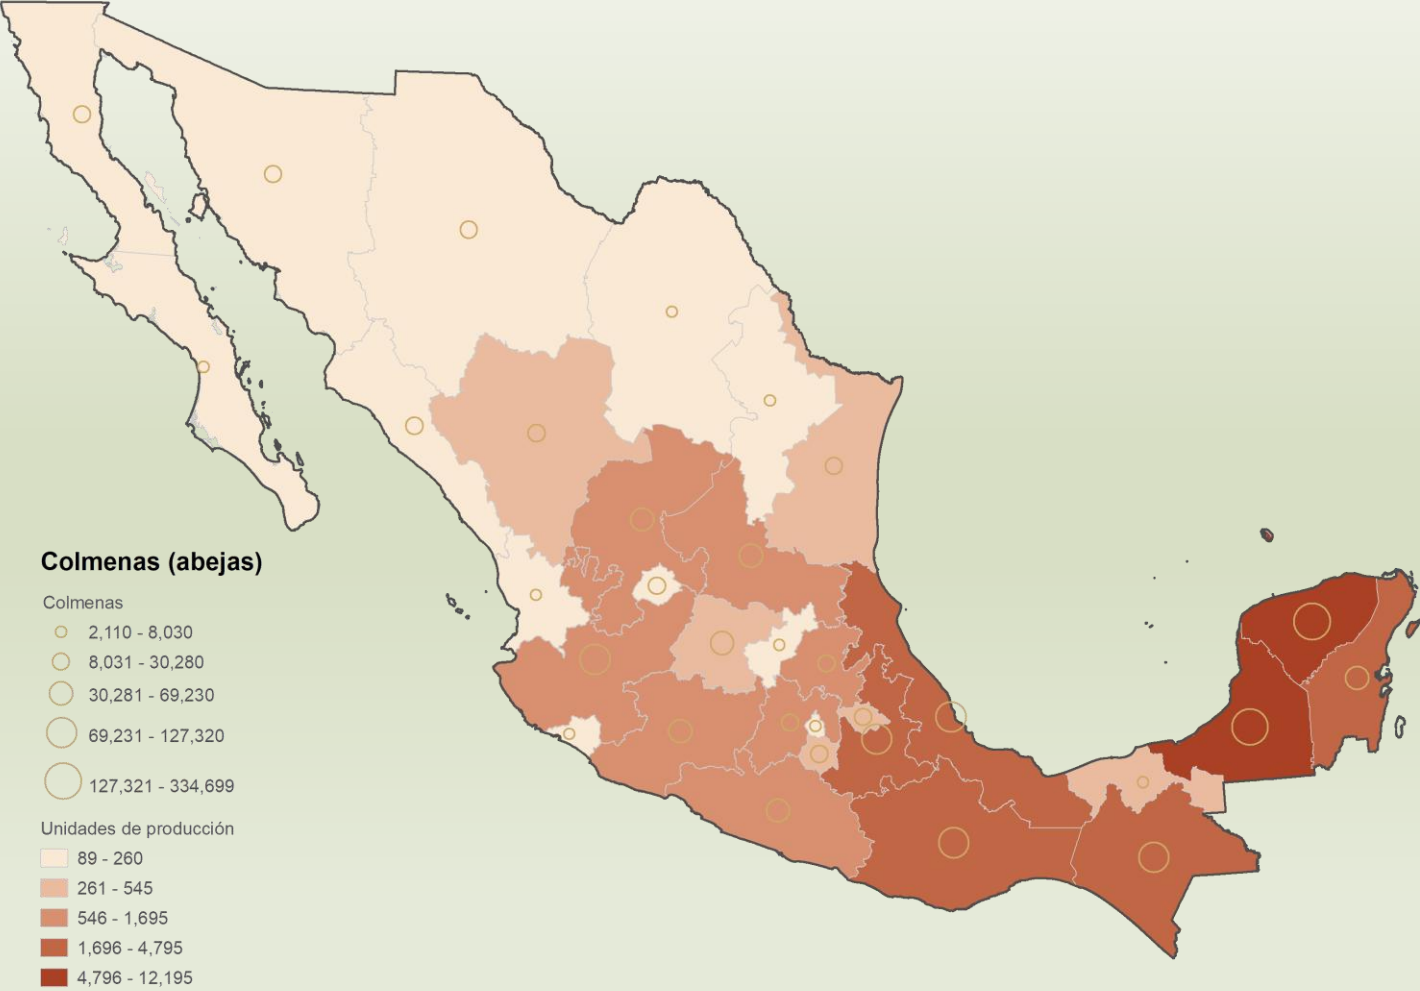 Colmenas (abejas)
Colmenas
2,110 - 8,030
8,031 - 30,280
30,281 - 69,230
69,231 - 127,320
127,321 - 334,699
Unidades de producción
89 - 260
261 - 545
546 - 1,695
1,696 - 4,795
4,796 - 12,195